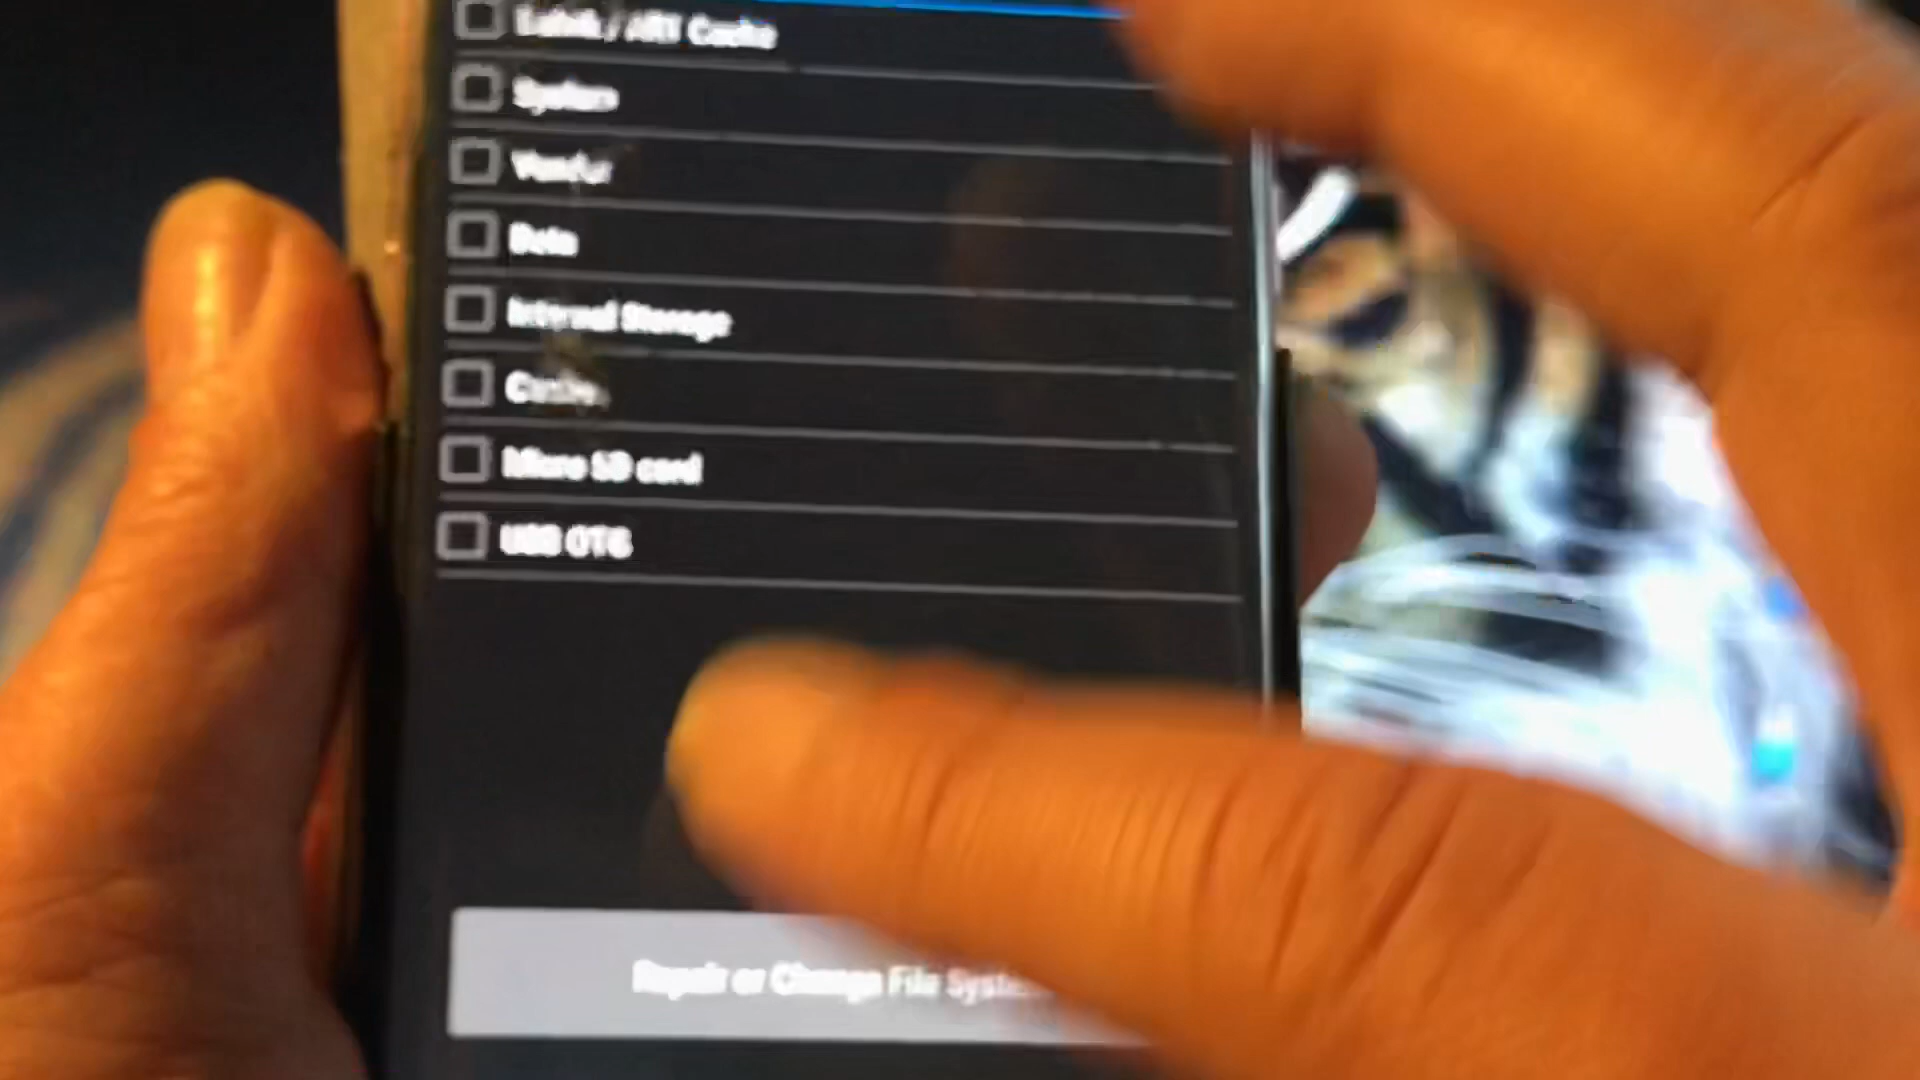 Dalvik / ART Cache
System
Vendor
Data
Internal Storage
Cache
Micro SD card
USB OTG
Repair or Change File System